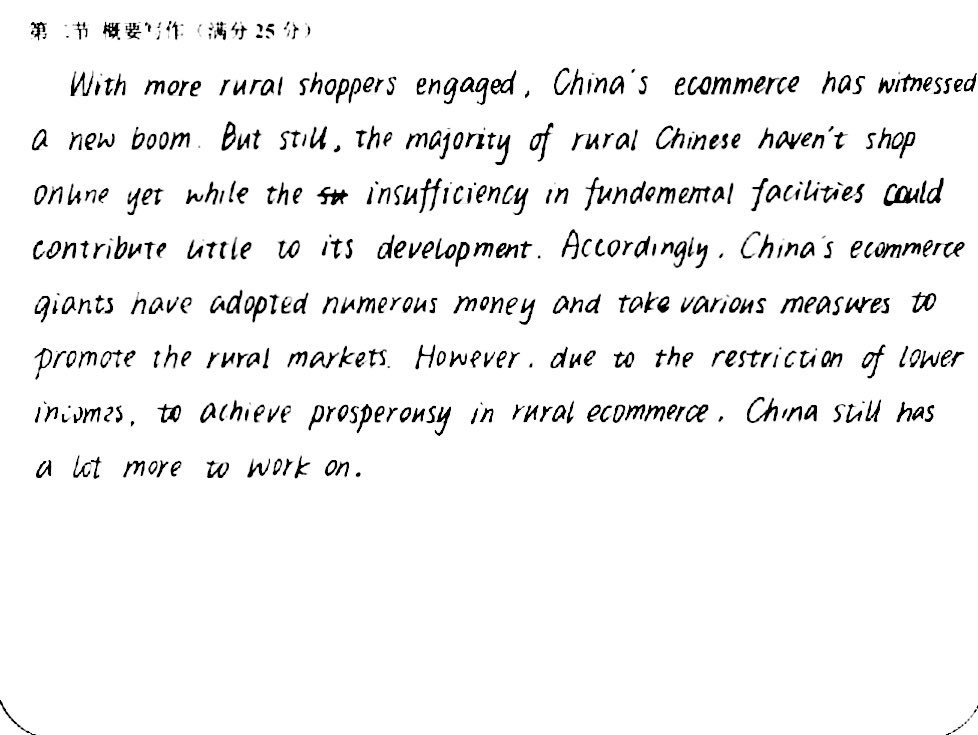 第二节 概要写作（满分 25 分）
With more rural shoppers engaged, China's ecommerce has witnessed
a new boom. But still, the majority of rural Chinese haven't shop
online yet while the insufficiency in fundemental facilities could
contribute little to its development. Accordingly, China's ecommerce
giants have adopted numerous money and take various measures to
promote the rural markets. However, due to the restriction of lower
incomes, to achieve prosperousy in rural ecommerce, China still has
a lot more to work on.